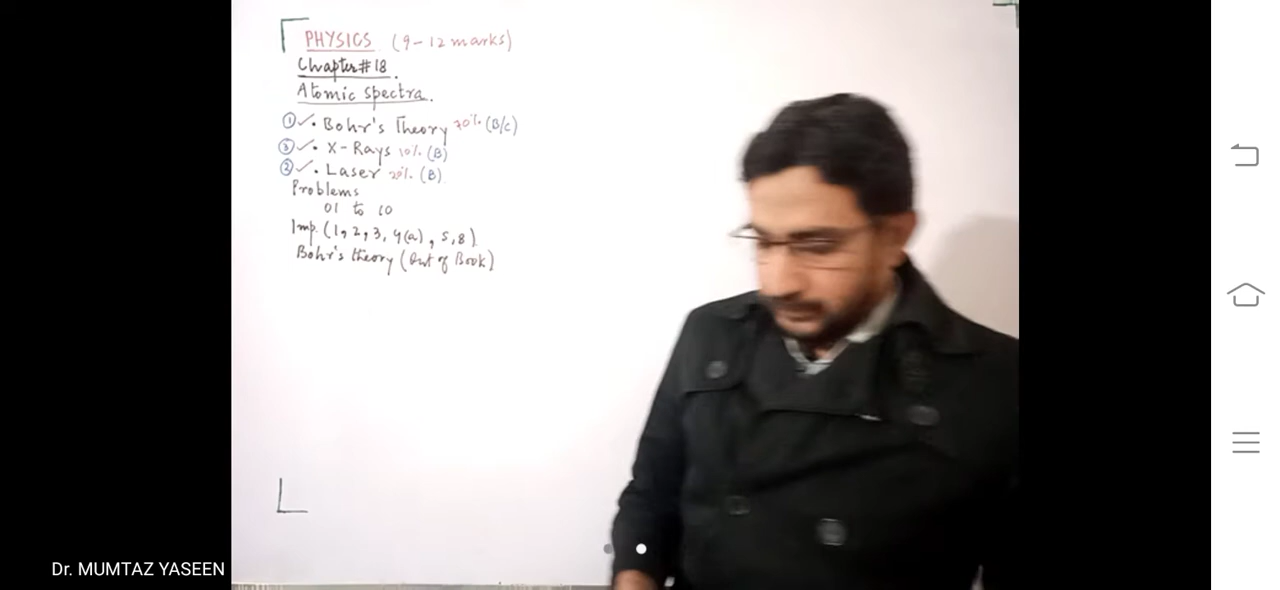 PHYSICS (9-12 marks)
Chapter#18.
Atomic spectra.
① ✓ • Bohr's Theory 70% (B/C)
③ ✓ • X-Rays 10% (B)
② ✓ • Laser 20% (B)
Problems
01 to 10
Imp. (1, 2, 3, 4(a), 5, 8)
Bohr's theory (Out of Book)
Dr. MUMTAZ YASEEN